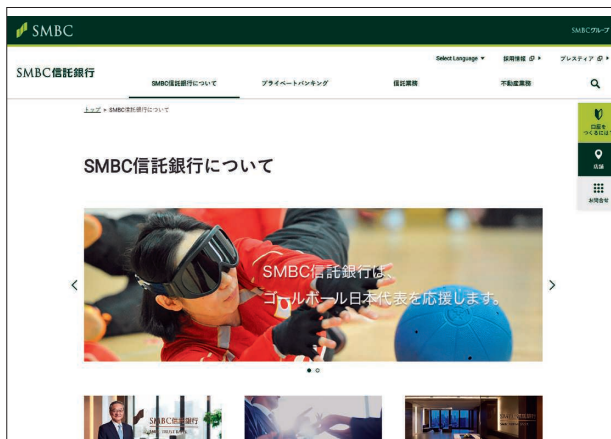 SMBC
SMBCグループ
Select Language ▼ 採用情報 プレスティア
SMBC信託銀行
SMBC信託銀行について プライベートバンキング 信託業務 不動産業務
トップ > SMBC信託銀行について
口座を
つくるには?
店舗
お問合せ
SMBC信託銀行について
SMBC信託銀行は、
ゴールボール日本代表を応援します。
SMBC信託銀行
SMBC TRUST BANK